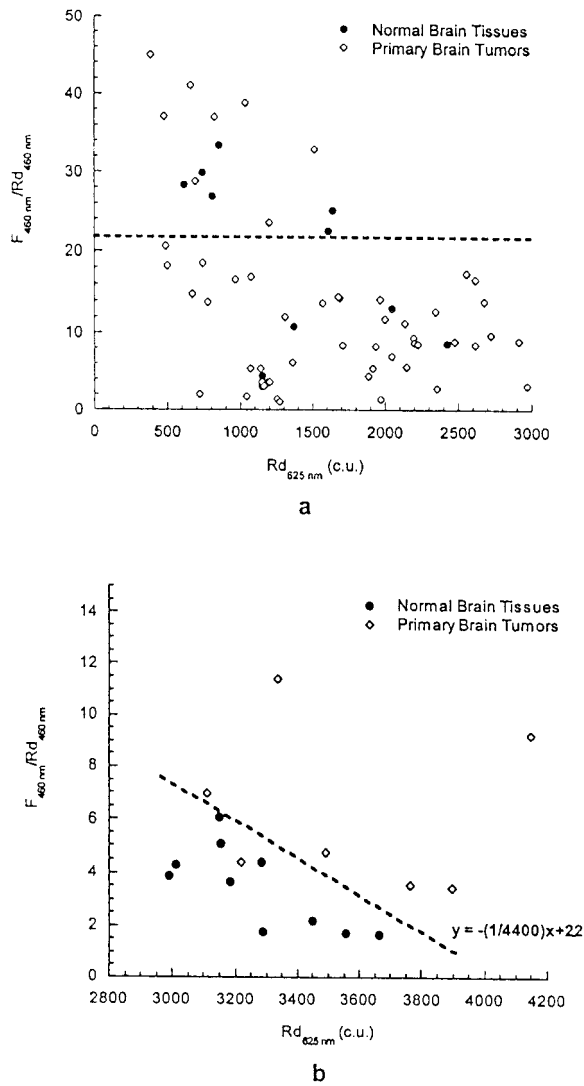 50
40
30
20
10
0
F460 nm/Rd460 nm
● Normal Brain Tissues
◇ Primary Brain Tumors
0 500 1000 1500 2000 2500 3000
Rd625 nm (c.u.)
a
14
12
10
8
6
4
2
0
F460 nm/Rd460 nm
● Normal Brain Tissues
◇ Primary Brain Tumors
y = -(1/4400)x+22
2800 3000 3200 3400 3600 3800 4000 4200
Rd625 nm (c.u.)
b